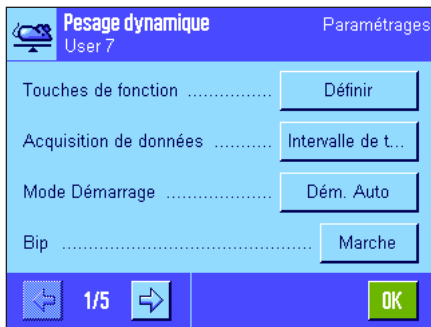 Pesage dynamique Paramétrages
User 7
Touches de fonction ................ Définir
Acquisition de données ........... Intervalle de t...
Mode Démarrage .................... Dém. Auto
Bip ............................................... Marche
1/5 OK